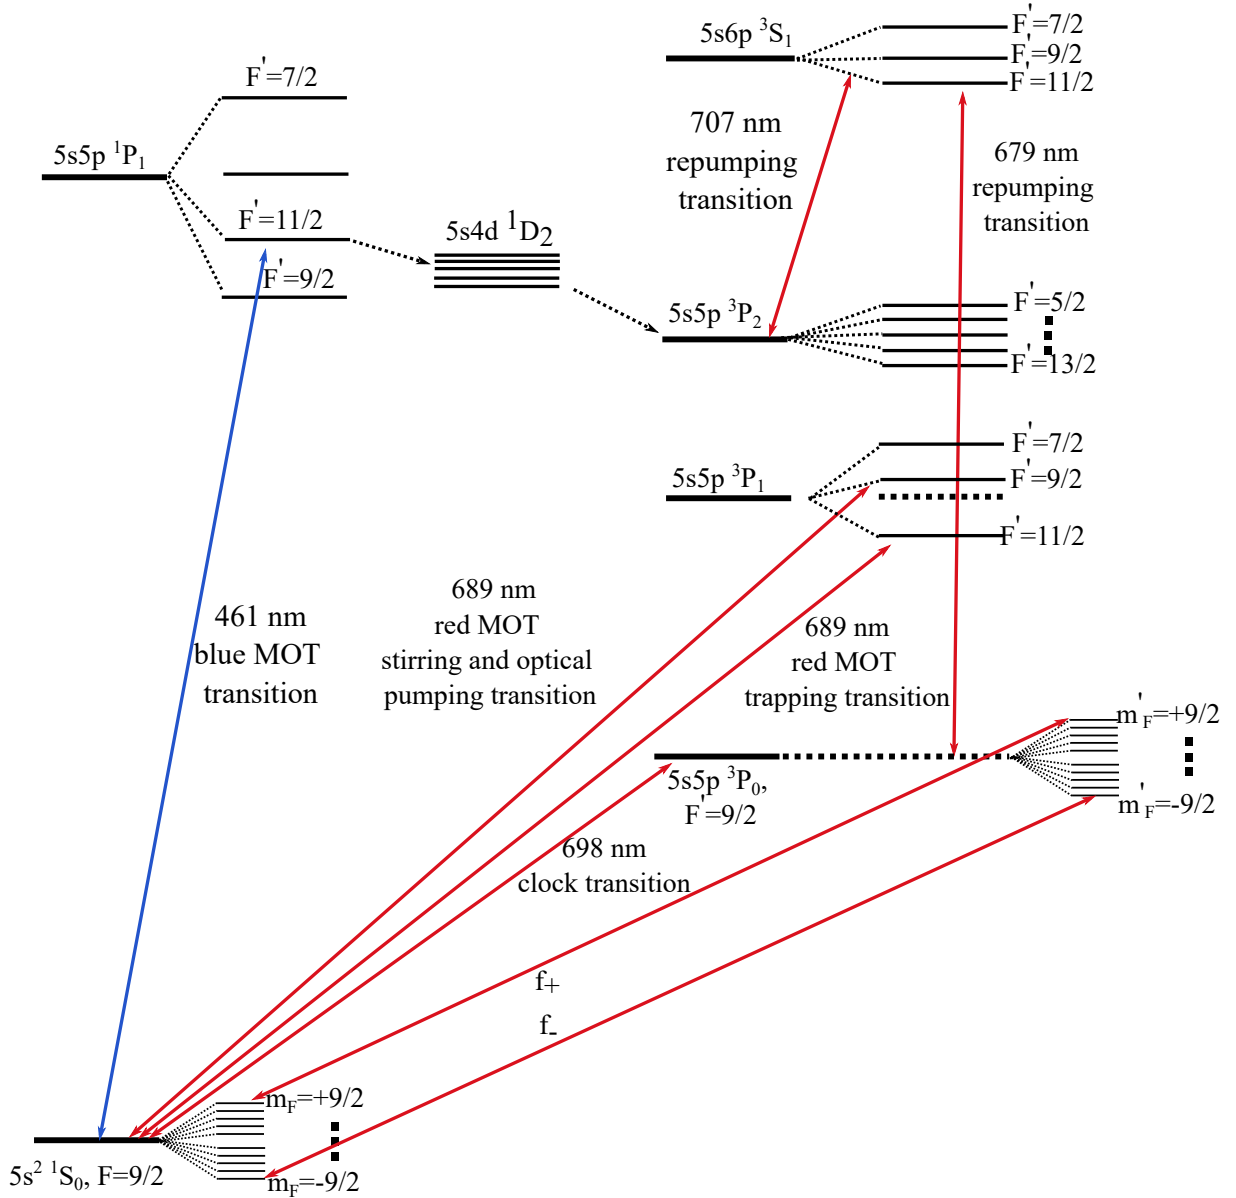 5s6p ³S₁
F'=7/2
F'=9/2
F'=11/2
F'=7/2
5s5p ¹P₁
F'=11/2
F'=9/2
5s4d ¹D₂
707 nm
repumping
transition
679 nm
repumping
transition
5s5p ³P₂
F'=5/2
F'=13/2
5s5p ³P₁
F'=7/2
F'=9/2
F'=11/2
461 nm
blue MOT
transition
689 nm
red MOT
stirring and optical
pumping transition
689 nm
red MOT
trapping transition
5s5p ³P₀,
F'=9/2
m'F=+9/2
m'F=-9/2
698 nm
clock transition
f+
f-
5s² ¹S₀, F=9/2
mF=+9/2
mF=-9/2